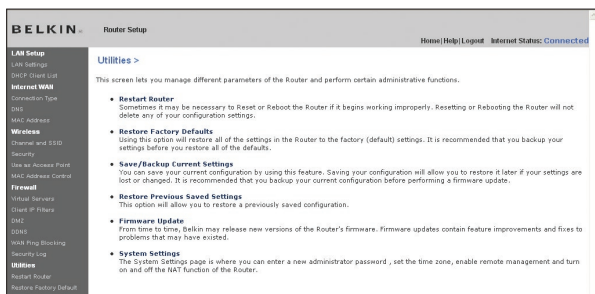 BELKIN®
Router Setup
Home|Help|Logout Internet Status: Connected
LAN Setup
LAN Settings
DHCP Client List
Internet WAN
Connection Type
DNS
MAC Address
Wireless
Channel and SSID
Security
Use as Access Point
MAC Address Control
Firewall
Virtual Servers
Client IP Filters
DMZ
DDNS
WAN Ping Blocking
Security Log
Utilities
Restart Router
Restore Factory Default
Utilities >
This screen lets you manage different parameters of the Router and perform certain administrative functions.
• Restart Router
Sometimes it may be necessary to Reset or Reboot the Router if it begins working improperly. Resetting or Rebooting the Router will not
delete any of your configuration settings.
• Restore Factory Defaults
Using this option will restore all of the settings in the Router to the factory (default) settings. It is recommended that you backup your
settings before you restore all of the defaults.
• Save/Backup Current Settings
You can save your current configuration by using this feature. Saving your configuration will allow you to restore it later if your settings are
lost or changed. It is recommended that you backup your current configuration before performing a firmware update.
• Restore Previous Saved Settings
This option will allow you to restore a previously saved configuration.
• Firmware Update
From time to time, Belkin may release new versions of the Router's firmware. Firmware updates contain feature improvements and fixes to
problems that may have existed.
• System Settings
The System Settings page is where you can enter a new administrator password , set the time zone, enable remote management and turn
on and off the NAT function of the Router.